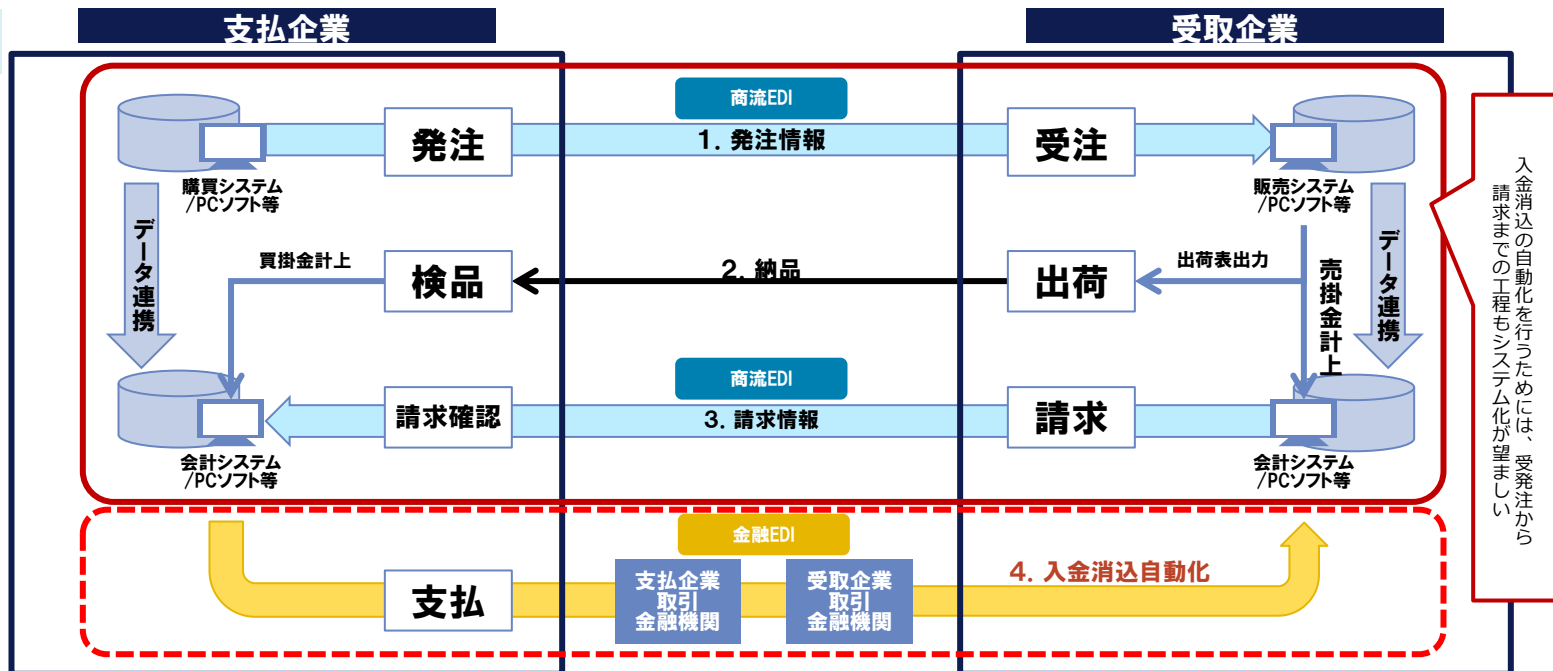 支払企業
受取企業
商流EDI
発注
1. 発注情報
受注
購買システム
/PCソフト等
販売システム
/PCソフト等
データ連携
買掛金計上
検品
2. 納品
出荷
出荷表出力
売掛金計上
データ連携
商流EDI
請求確認
3. 請求情報
請求
会計システム
/PCソフト等
会計システム
/PCソフト等
入金消込の自動化を行うためには、受発注から
請求までの工程もシステム化が望ましい
金融EDI
支払
支払企業
取引
金融機関
受取企業
取引
金融機関
4. 入金消込自動化